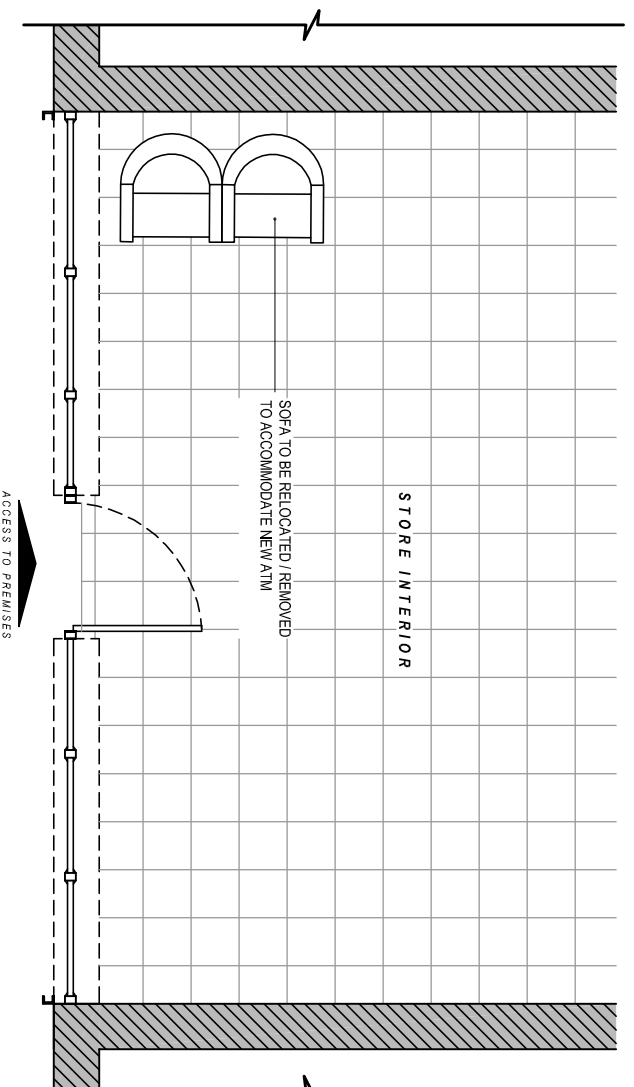 STORE INTERIOR
SOFA TO BE RELOCATED / REMOVED
TO ACCOMMODATE NEW ATM
ACCESS TO PREMISES